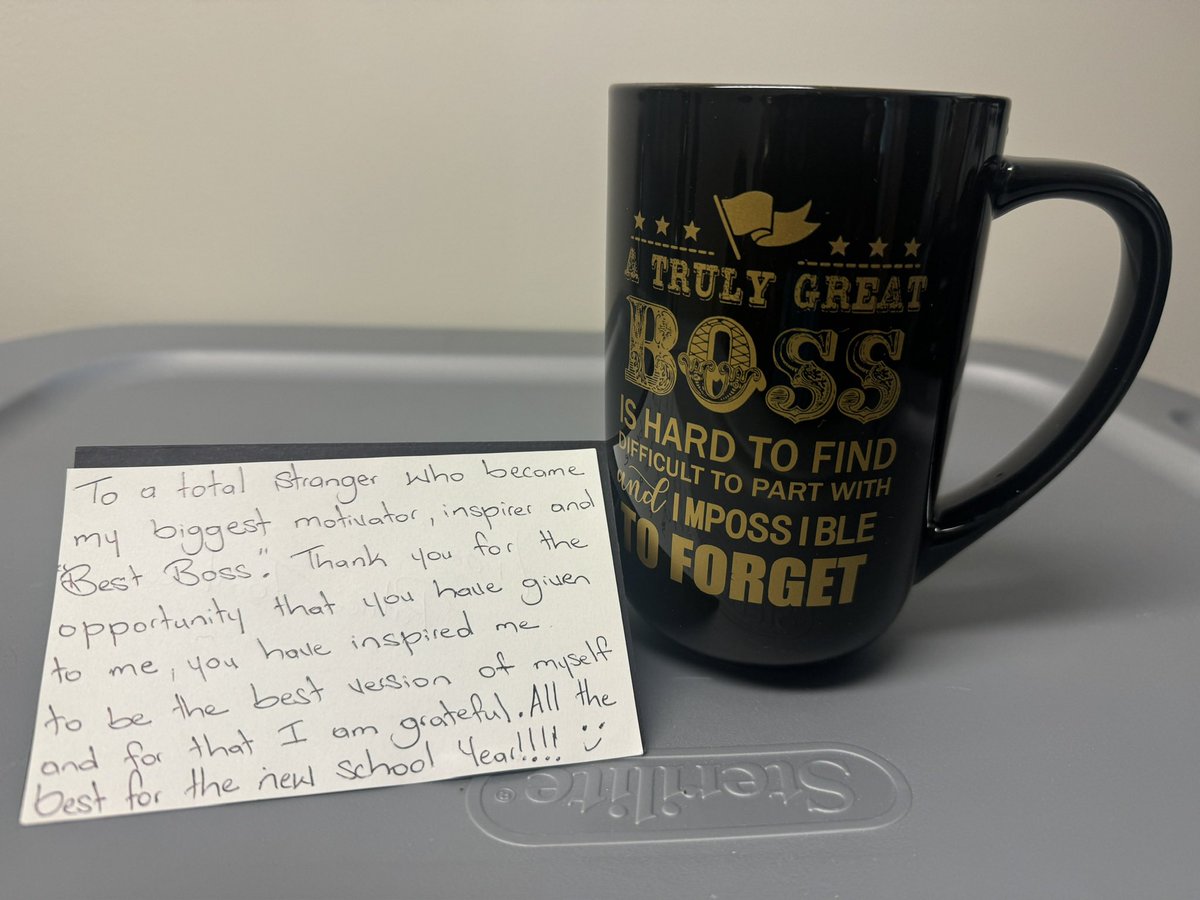 To a total stranger who became
my biggest motivator, inspirer and
"Best Boss". Thank you for the
opportunity that you have given
to me, you have inspired me
to be the best version of myself
and for that I am grateful. All the
best for the new school Year!!!! :)
A TRULY GREAT
BOSS
IS HARD TO FIND
DIFFICULT TO PART WITH
and IMPOSSIBLE
TO FORGET
Sterilite®